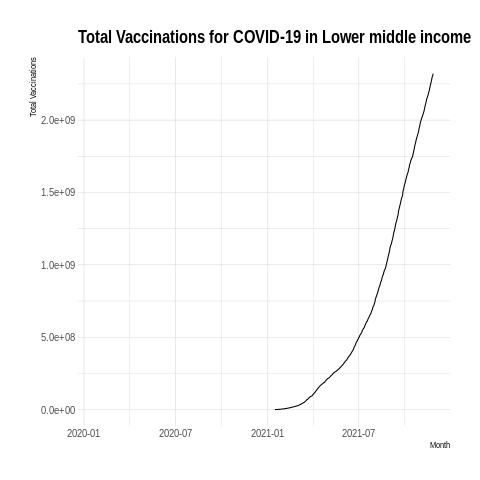 Total Vaccinations for COVID-19 in Lower middle income
Total Vaccinations
2.0e+09
1.5e+09
1.0e+09
5.0e+08
0.0e+00
2020-01 2020-07 2021-01 2021-07
Month